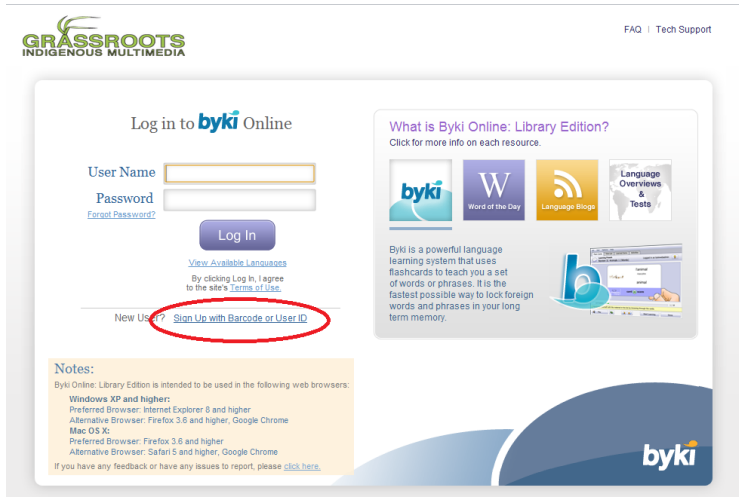 GRASSROOTS
INDIGENOUS MULTIMEDIA
FAQ | Tech Support
Log in to byki Online
User Name
Password
Forgot Password?
Log In
View Available Languages
By clicking Log In, I agree
to the site's Terms of Use.
New User? Sign Up with Barcode or User ID
What is Byki Online: Library Edition?
Click for more info on each resource.
byki
W
Word of the Day
Language Blogs
Language
Overviews
&
Tests
Byki is a powerful language
learning system that uses
flashcards to teach you a set
of words or phrases. It is the
fastest possible way to lock foreign
words and phrases in your long
term memory.
b
Notes:
Byki Online: Library Edition is intended to be used in the following web browsers:
Windows XP and higher:
Preferred Browser: Internet Explorer 8 and higher
Alternative Browser: Firefox 3.6 and higher, Google Chrome
Mac OS X:
Preferred Browser: Firefox 3.6 and higher
Alternative Browser: Safari 5 and higher, Google Chrome
If you have any feedback or have any issues to report, please click here.
byki